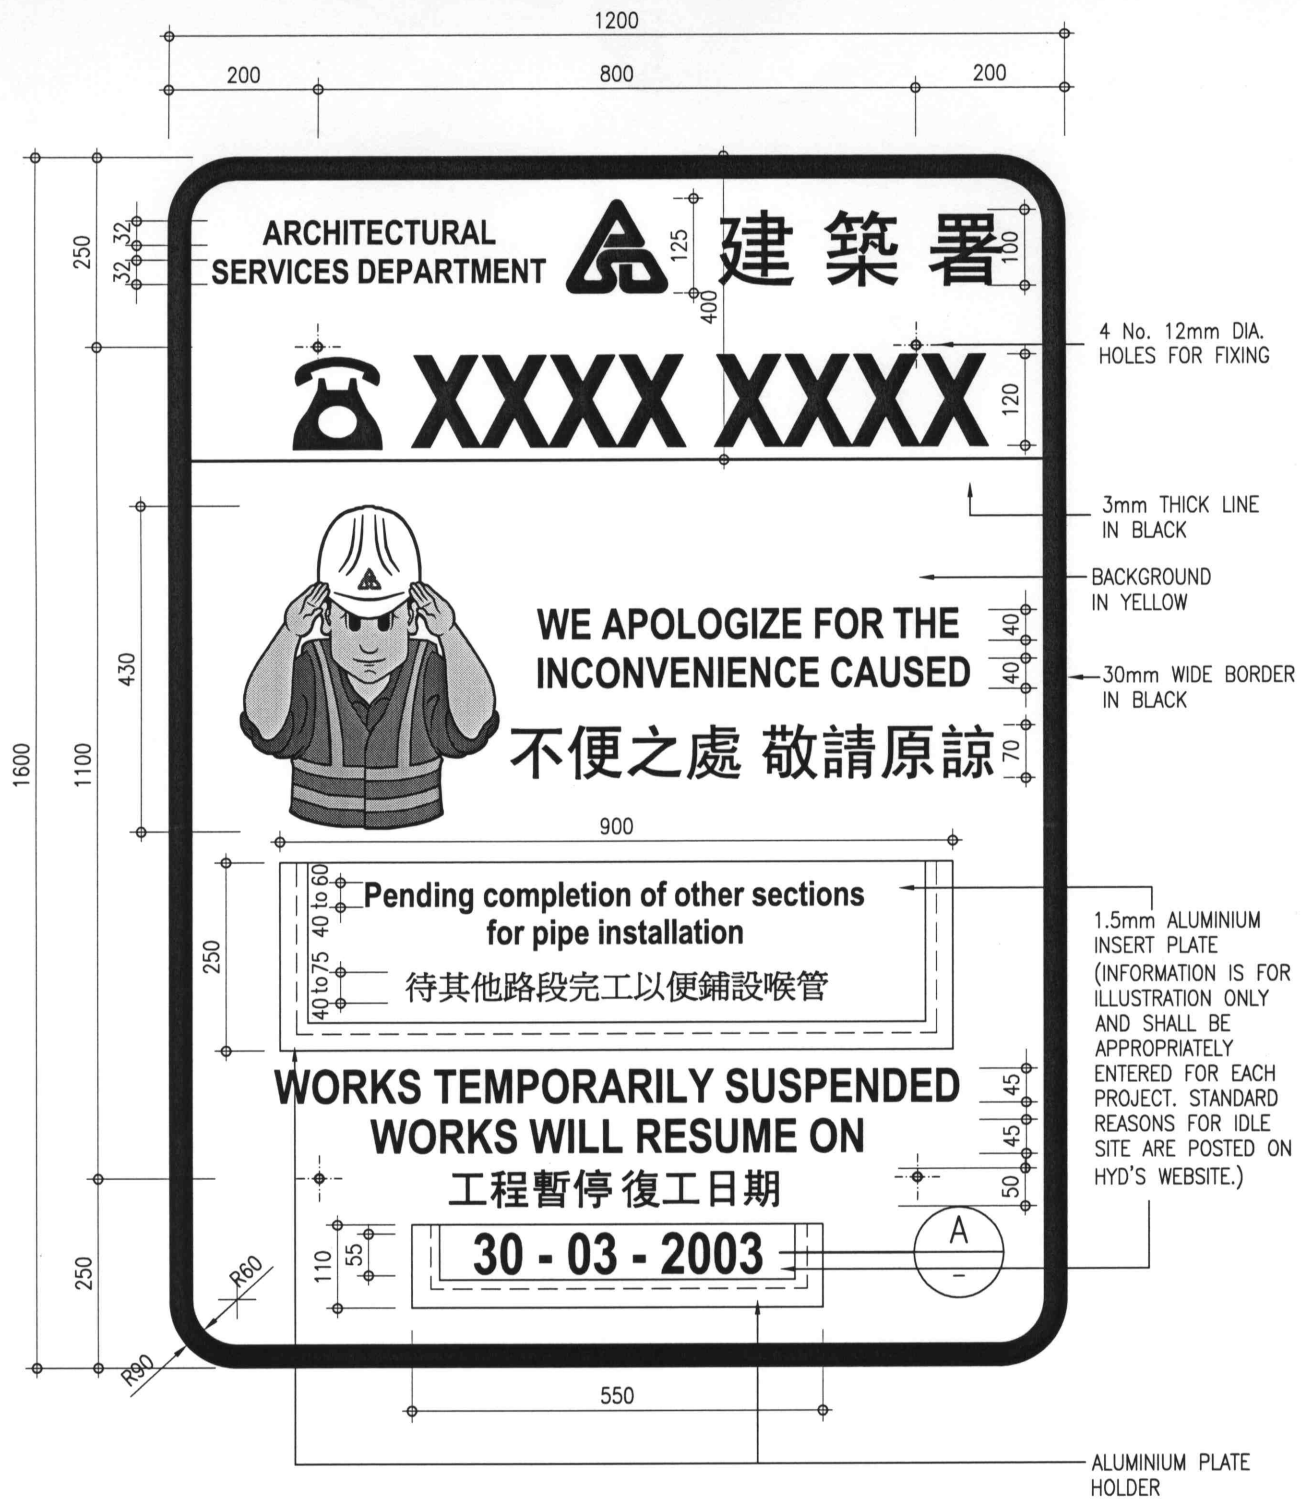 1200
200 800 200
ARCHITECTURAL
SERVICES DEPARTMENT
建築署
32
32
250
125
400
100
4 No. 12mm DIA.
HOLES FOR FIXING
XXXX XXXX
120
3mm THICK LINE
IN BLACK
BACKGROUND
IN YELLOW
WE APOLOGIZE FOR THE
INCONVENIENCE CAUSED
40
40
30mm WIDE BORDER
IN BLACK
430
不便之處 敬請原諒
70
1600
1100
900
Pending completion of other sections
for pipe installation
40 to 60
待其他路段完工以便鋪設喉管
40 to 75
250
1.5mm ALUMINIUM
INSERT PLATE
(INFORMATION IS FOR
ILLUSTRATION ONLY
AND SHALL BE
APPROPRIATELY
ENTERED FOR EACH
PROJECT. STANDARD
REASONS FOR IDLE
SITE ARE POSTED ON
HYD'S WEBSITE.)
WORKS TEMPORARILY SUSPENDED
WORKS WILL RESUME ON
45
45
工程暫停 復工日期
50
30 - 03 - 2003
110
55
A
-
250
R60
R90
550
ALUMINIUM PLATE
HOLDER